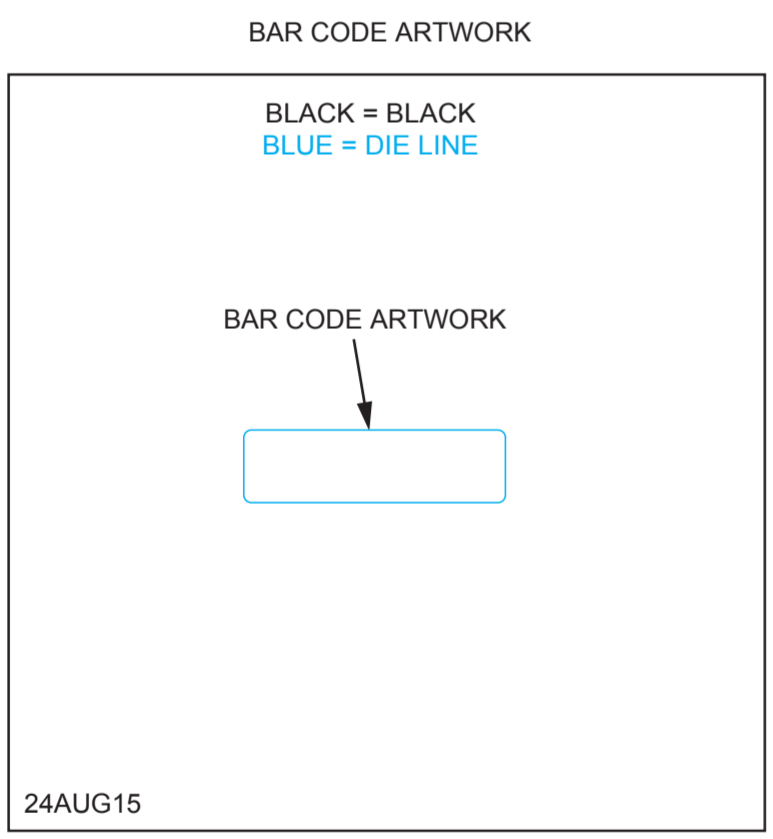 BAR CODE ARTWORK
BLACK = BLACK
BLUE = DIE LINE
BAR CODE ARTWORK
24AUG15